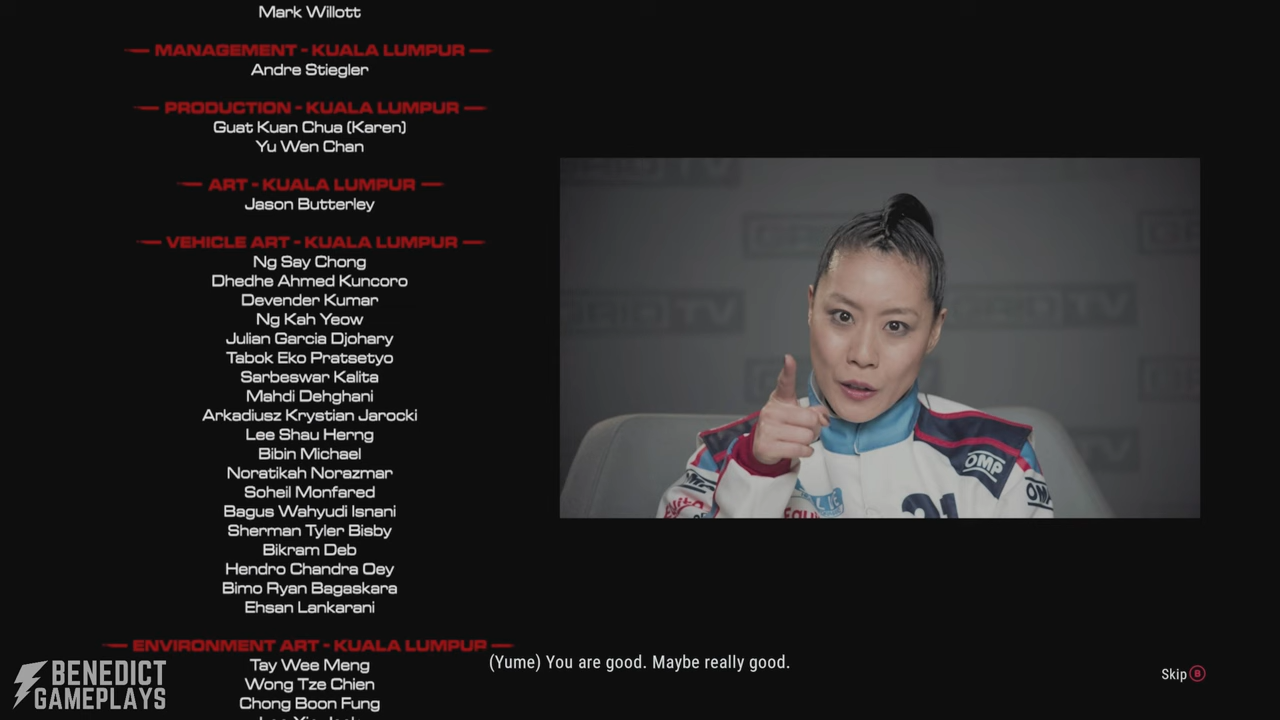 Mark Willott
MANAGEMENT - KUALA LUMPUR
Andre Stiegler
PRODUCTION - KUALA LUMPUR
Guat Kuan Chua (Karen)
Yu Wen Chan
ART - KUALA LUMPUR
Jason Butterley
VEHICLE ART - KUALA LUMPUR
Ng Say Chong
Dhedhe Ahmed Kuncoro
Devender Kumar
Ng Kah Yeow
Julian Garcia Djohary
Tabok Eko Pratsetyo
Sarbeswar Kalita
Mahdi Dehghani
Arkadiusz Krystian Jarocki
Lee Shau Herng
Bibin Michael
Noratikah Norazmar
Soheil Monfared
Bagus Wahyudi Isnani
Sherman Tyler Bisby
Bikram Deb
Hendro Chandra Oey
Bimo Ryan Bagaskara
Ehsan Lankarani
ENVIRONMENT ART - KUALA LUMPUR
Tay Wee Meng
Wong Tze Chien
Chong Boon Fung
GRID TV
OMP
OMP
(Yume) You are good. Maybe really good.
Skip B
BENEDICT
GAMEPLAYS